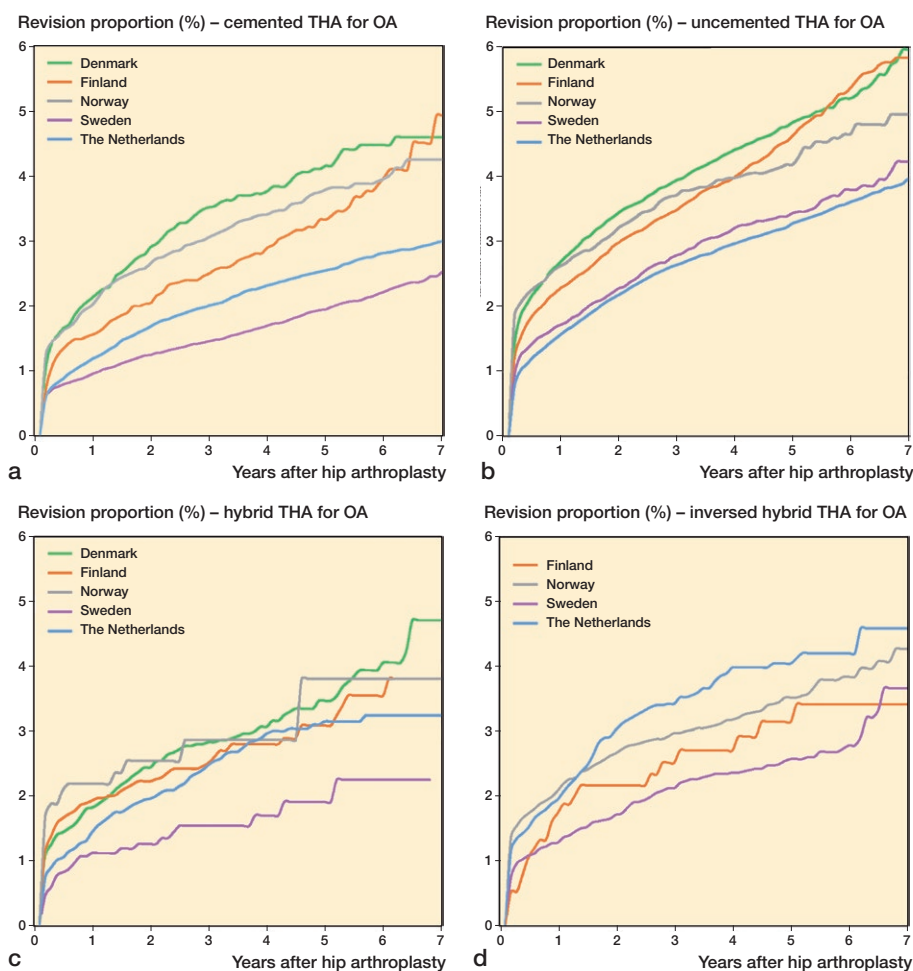 Revision proportion (%) – cemented THA for OA
6
5
4
3
2
1
0
Denmark
Finland
Norway
Sweden
The Netherlands
0 1 2 3 4 5 6 7
Years after hip arthroplasty
a
Revision proportion (%) – uncemented THA for OA
6
5
4
3
2
1
0
Denmark
Finland
Norway
Sweden
The Netherlands
0 1 2 3 4 5 6 7
Years after hip arthroplasty
b
Revision proportion (%) – hybrid THA for OA
6
5
4
3
2
1
0
Denmark
Finland
Norway
Sweden
The Netherlands
0 1 2 3 4 5 6 7
Years after hip arthroplasty
c
Revision proportion (%) – inversed hybrid THA for OA
6
5
4
3
2
1
0
Finland
Norway
Sweden
The Netherlands
0 1 2 3 4 5 6 7
Years after hip arthroplasty
d